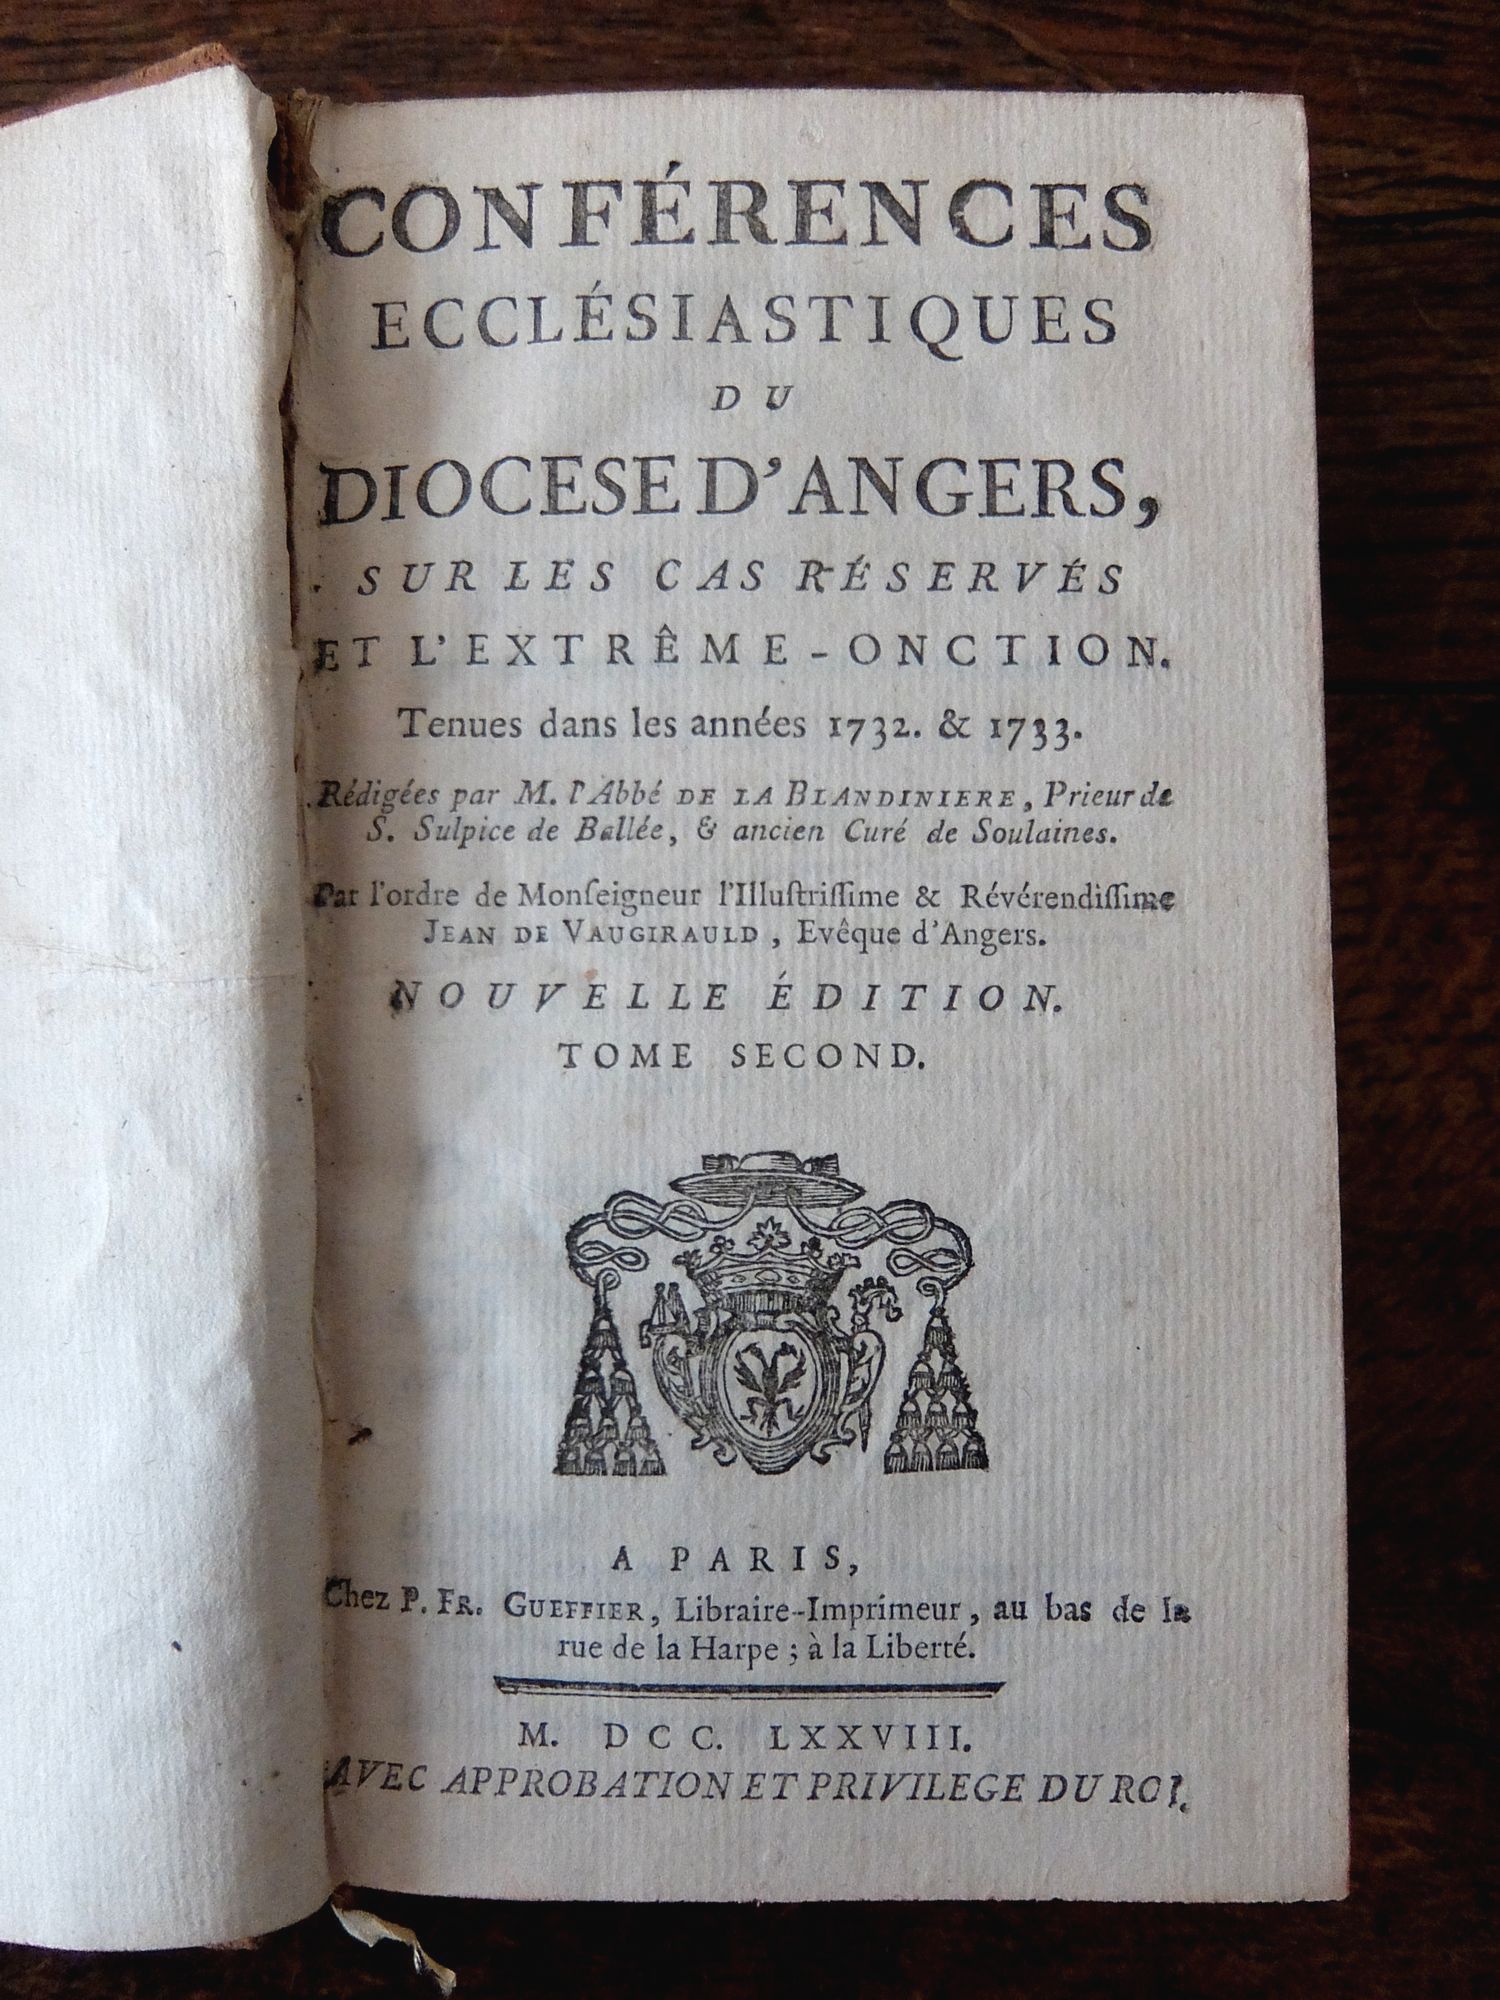 CONFÉRENCES
ECCLÉSIASTIQUES
DU
DIOCESE D'ANGERS,
SUR LES CAS RÉSERVÉS
ET L'EXTRÊME-ONCTION.
Tenues dans les années 1732. & 1733.
Rédigées par M. l'Abbé DE LA BLANDINIERE, Prieur de
S. Sulpice de Ballée, & ancien Curé de Soulaines.
Par l'ordre de Monſeigneur l'Illuſtriſſime & Révérendiſſime
JEAN DE VAUGIRAULD, Evêque d'Angers.
NOUVELLE ÉDITION.
TOME SECOND.
A PARIS,
Chez P. FR. GUEFFIER, Libraire-Imprimeur, au bas de la
rue de la Harpe ; à la Liberté.
M. DCC. LXXVIII.
AVEC APPROBATION ET PRIVILEGE DU ROI.